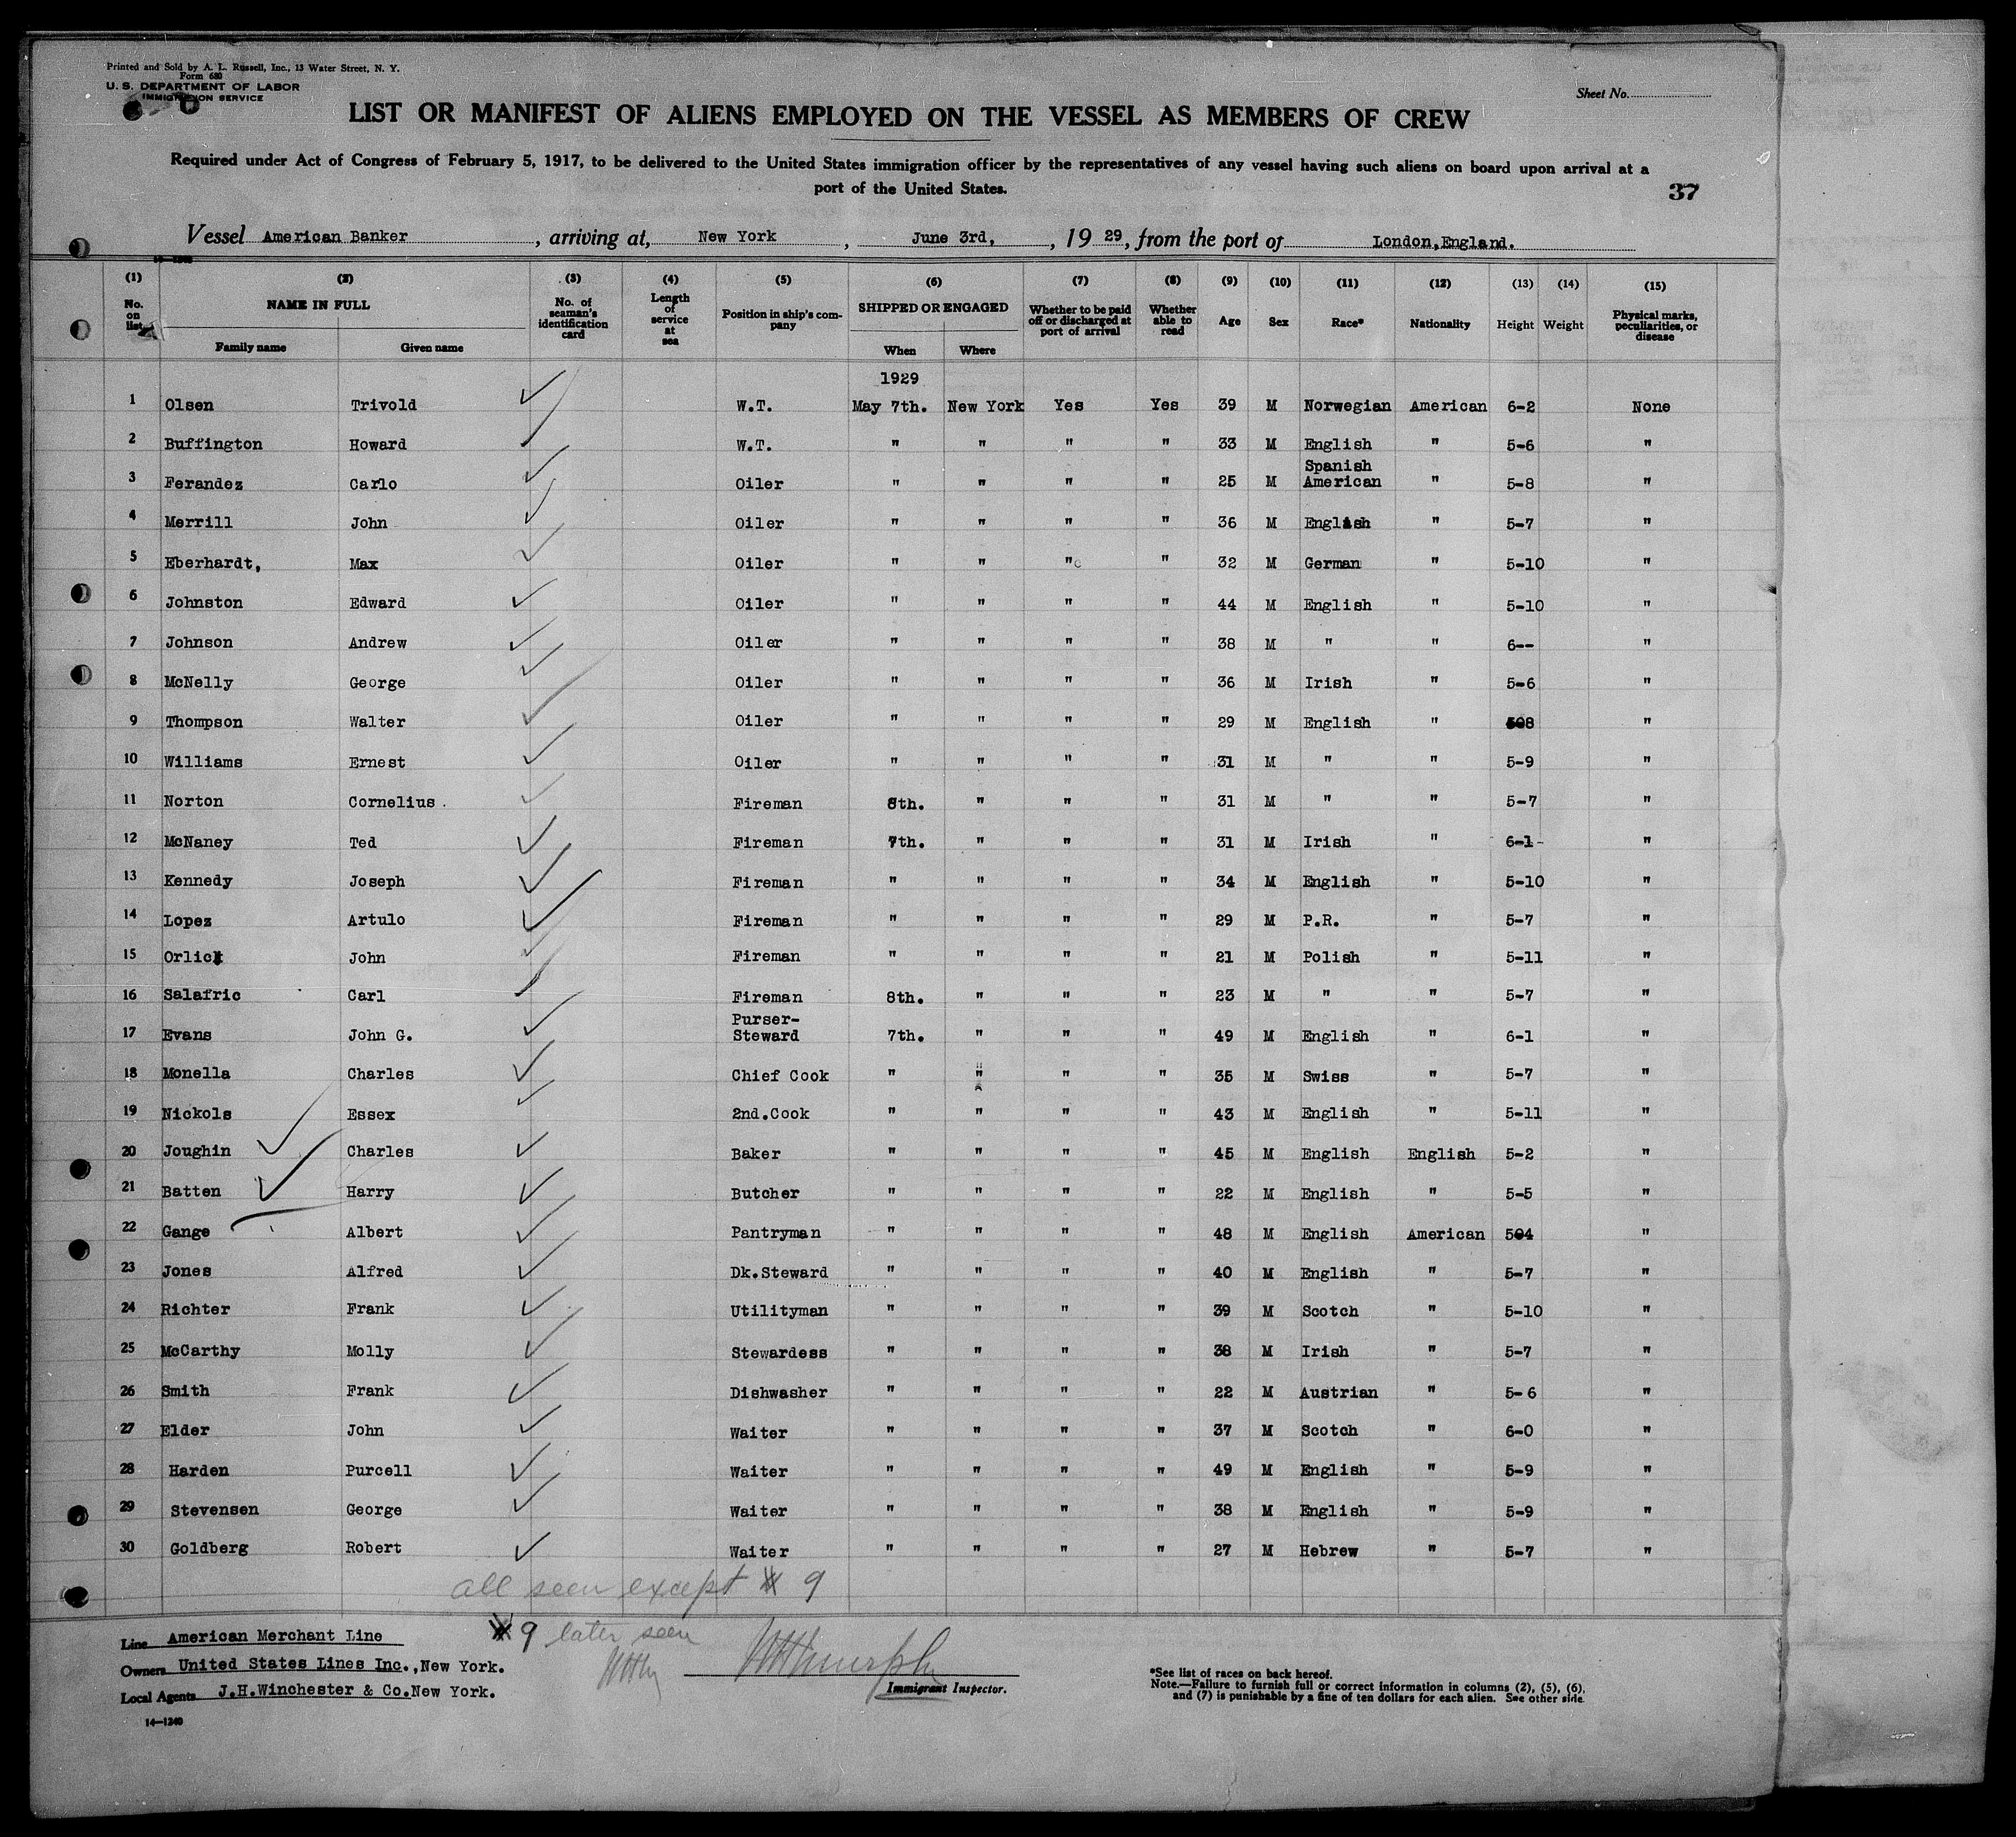 Printed and Sold by A. L. Russell, Inc., 13 Water Street, N. Y.
Form 680
U. S. DEPARTMENT OF LABOR
IMMIGRATION SERVICE
Sheet No.
LIST OR MANIFEST OF ALIENS EMPLOYED ON THE VESSEL AS MEMBERS OF CREW
Required under Act of Congress of February 5, 1917, to be delivered to the United States immigration officer by the representatives of any vessel having such aliens on board upon arrival at a
port of the United States.
37
Vessel American Banker, arriving at, New York, June 3rd, , 19 29, from the port of London, England.
(1) (2) (3) (4) (5) (6) (7) (8) (9) (10) (11) (12) (13) (14) (15)
No. on list NAME IN FULL Family name Given name No. of seaman's identification card Length of service at sea Position in ship's company SHIPPED OR ENGAGED When Where Whether to be paid off or discharged at port of arrival Whether able to read Age Sex Race* Nationality Height Weight Physical marks, peculiarities, or disease
1929
1 Olsen Trivold W.T. May 7th. New York Yes Yes 39 M Norwegian American 6-2 None
2 Buffington Howard W.T. " " " " 33 M English " 5-6 "
3 Ferandez Carlo Oiler " " " " 25 M Spanish American " 5-8 "
4 Merrill John Oiler " " " " 36 M English " 5-7 "
5 Eberhardt, Max Oiler " " " " 32 M German " 5-10 "
6 Johnston Edward Oiler " " " " 44 M English " 5-10 "
7 Johnson Andrew Oiler " " " " 38 M " " 6-- "
8 McNelly George Oiler " " " " 36 M Irish " 5-6 "
9 Thompson Walter Oiler " " " " 29 M English " 508 "
10 Williams Ernest Oiler " " " " 31 M " " 5-9 "
11 Norton Cornelius. Fireman 8th. " " " 31 M " " 5-7 "
12 McNaney Ted Fireman 7th. " " " 31 M Irish " 6-1- "
13 Kennedy Joseph Fireman " " " " 34 M English " 5-10 "
14 Lopez Artulo Fireman " " " " 29 M P.R. " 5-7 "
15 Orlick John Fireman " " " " 21 M Polish " 5-11 "
16 Salafric Carl Fireman 8th. " " " 23 M " " 5-7 "
17 Evans John G. Purser-Steward 7th. " " " 49 M English " 6-1 "
18 Monella Charles Chief Cook " " " " 35 M Swiss " 5-7 "
19 Nickols Essex 2nd.Cook " " " " 43 M English " 5-11 "
20 Joughin Charles Baker " " " " 45 M English English 5-2 "
21 Batten Harry Butcher " " " " 22 M English " 5-5 "
22 Gange Albert Pantryman " " " " 48 M English American 504 "
23 Jones Alfred Dk.Steward " " " " 40 M English " 5-7 "
24 Richter Frank Utilityman " " " " 39 M Scotch " 5-10 "
25 McCarthy Molly Stewardess " " " " 38 M Irish " 5-7 "
26 Smith Frank Dishwasher " " " " 22 M Austrian " 5-6 "
27 Elder John Waiter " " " " 37 M Scotch " 6-0 "
28 Harden Purcell Waiter " " " " 49 M English " 5-9 "
29 Stevensen George Waiter " " " " 38 M English " 5-9 "
30 Goldberg Robert Waiter " " " " 27 M Hebrew " 5-7 "
all seen except # 9
# 9 later seen
Line American Merchant Line
Owners United States Lines Inc., New York.
Local Agents J.H.Winchester & Co. New York.
14-1240
Immigrant Inspector.
*See list of races on back hereof.
Note.—Failure to furnish full or correct information in columns (2), (5), (6),
and (7) is punishable by a fine of ten dollars for each alien. See other side.